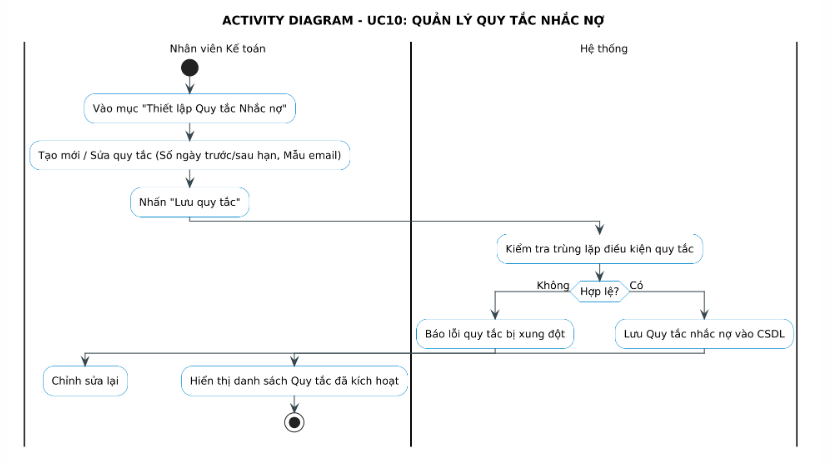 ACTIVITY DIAGRAM - UC10: QUẢN LÝ QUY TẮC NHẮC NỢ
Nhân viên Kế toán
Hệ thống
Vào mục "Thiết lập Quy tắc Nhắc nợ"
Tạo mới / Sửa quy tắc (Số ngày trước/sau hạn, Mẫu email)
Nhấn "Lưu quy tắc"
Kiểm tra trùng lặp điều kiện quy tắc
Không
Hợp lệ?
Có
Báo lỗi quy tắc bị xung đột
Lưu Quy tắc nhắc nợ vào CSDL
Chỉnh sửa lại
Hiển thị danh sách Quy tắc đã kích hoạt